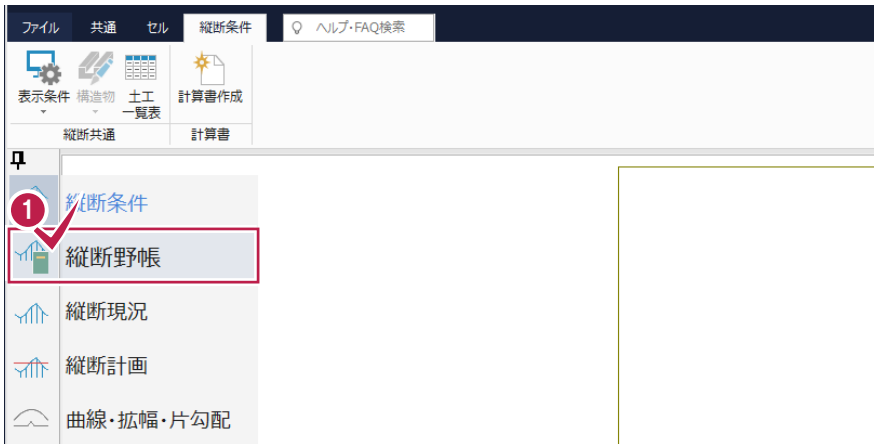 ファイル 共通 セル 縦断条件 ヘルプ・FAQ検索
表示条件 構造物 土工一覧表 計算書作成
縦断共通 計算書
縦断条件
1
縦断野帳
縦断現況
縦断計画
曲線・拡幅・片勾配